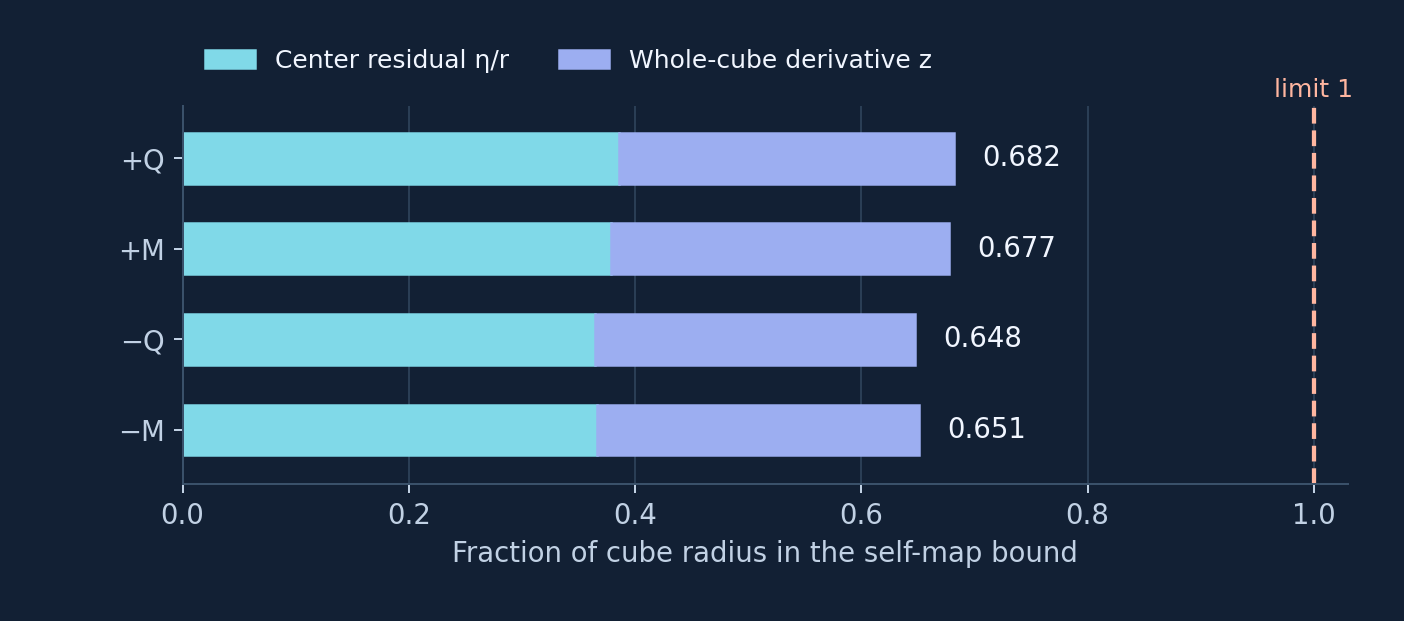 Center residual η/r
Whole-cube derivative z
limit 1
+Q
0.682
+M
0.677
−Q
0.648
−M
0.651
0.0
0.2
0.4
0.6
0.8
1.0
Fraction of cube radius in the self-map bound